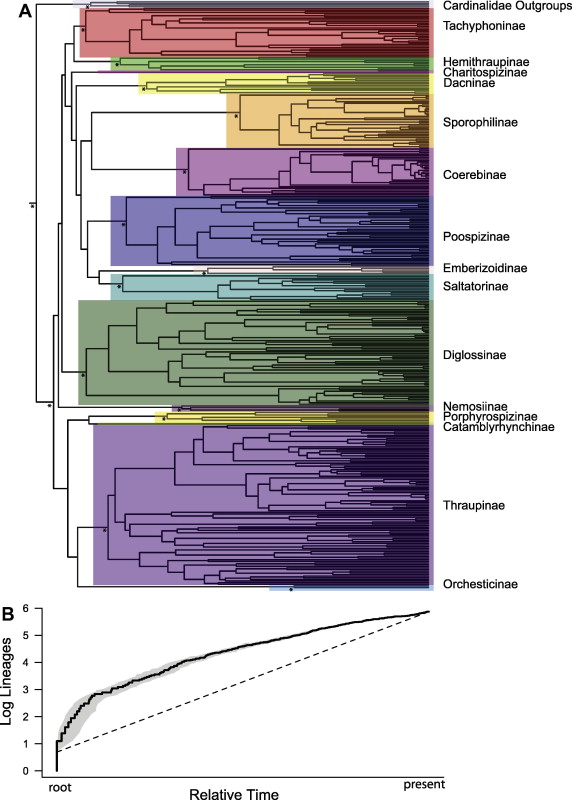 A
Cardinalidae Outgroups
Tachyphoninae
Hemithraupinae
Charitospizinae
Dacninae
Sporophilinae
Coerebinae
Poospizinae
Emberizoidinae
Saltatorinae
Diglossinae
Nemosiinae
Porphyrospizinae
Catamblyrhynchinae
Thraupinae
Orchesticinae
B
Log Lineages
6
5
4
3
2
1
0
root
Relative Time
present